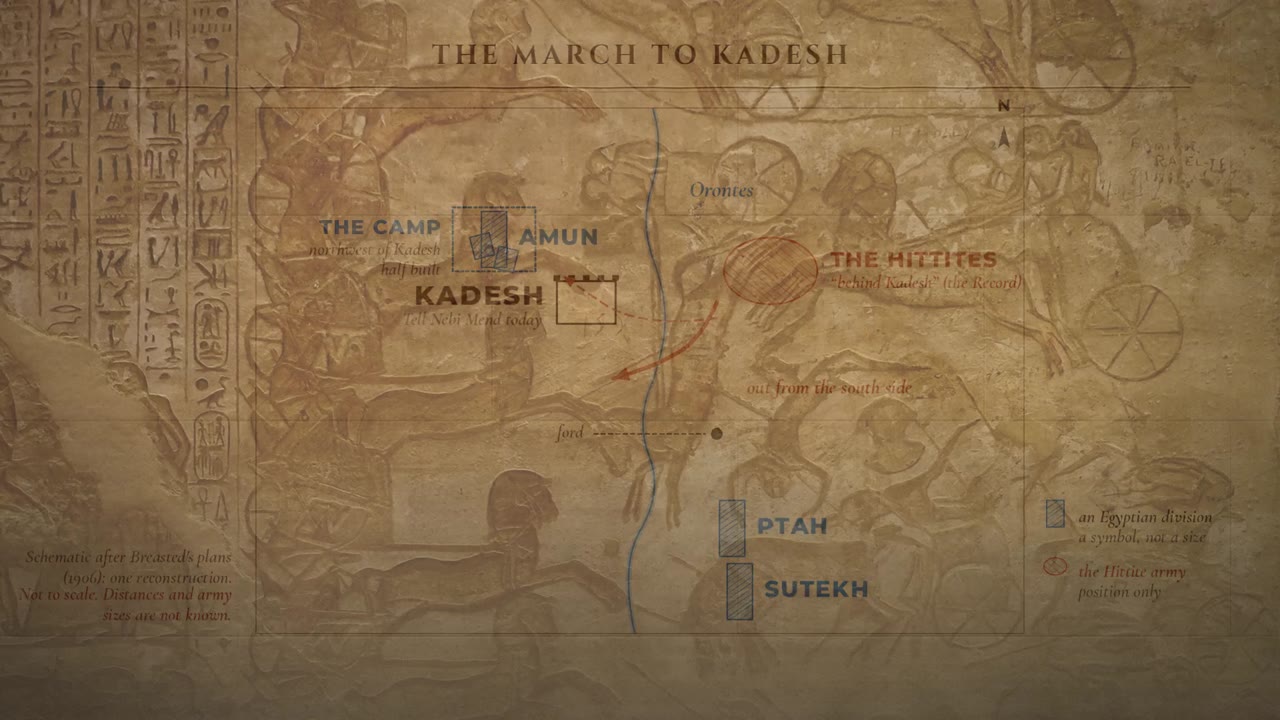 THE MARCH TO KADESH
N
Orontes
THE CAMP
northwest of Kadesh
half built
AMUN
THE HITTITES
"behind Kadesh" (the Record)
KADESH
Tell Nebi Mend today
out from the south side
ford
PTAH
SUTEKH
an Egyptian division
a symbol, not a size
the Hittite army
position only
Schematic after Breasted's plans
(1906): one reconstruction.
Not to scale. Distances and army
sizes are not known.